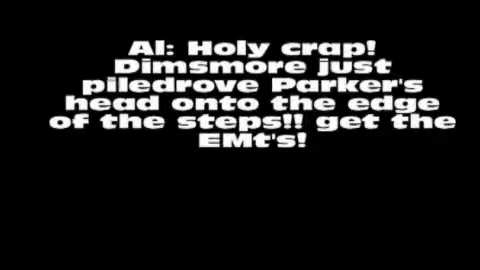 Al: Holy crap!
Dimsmore just
piledrove Parker's
head onto the edge
of the steps!! get the
EMt's!